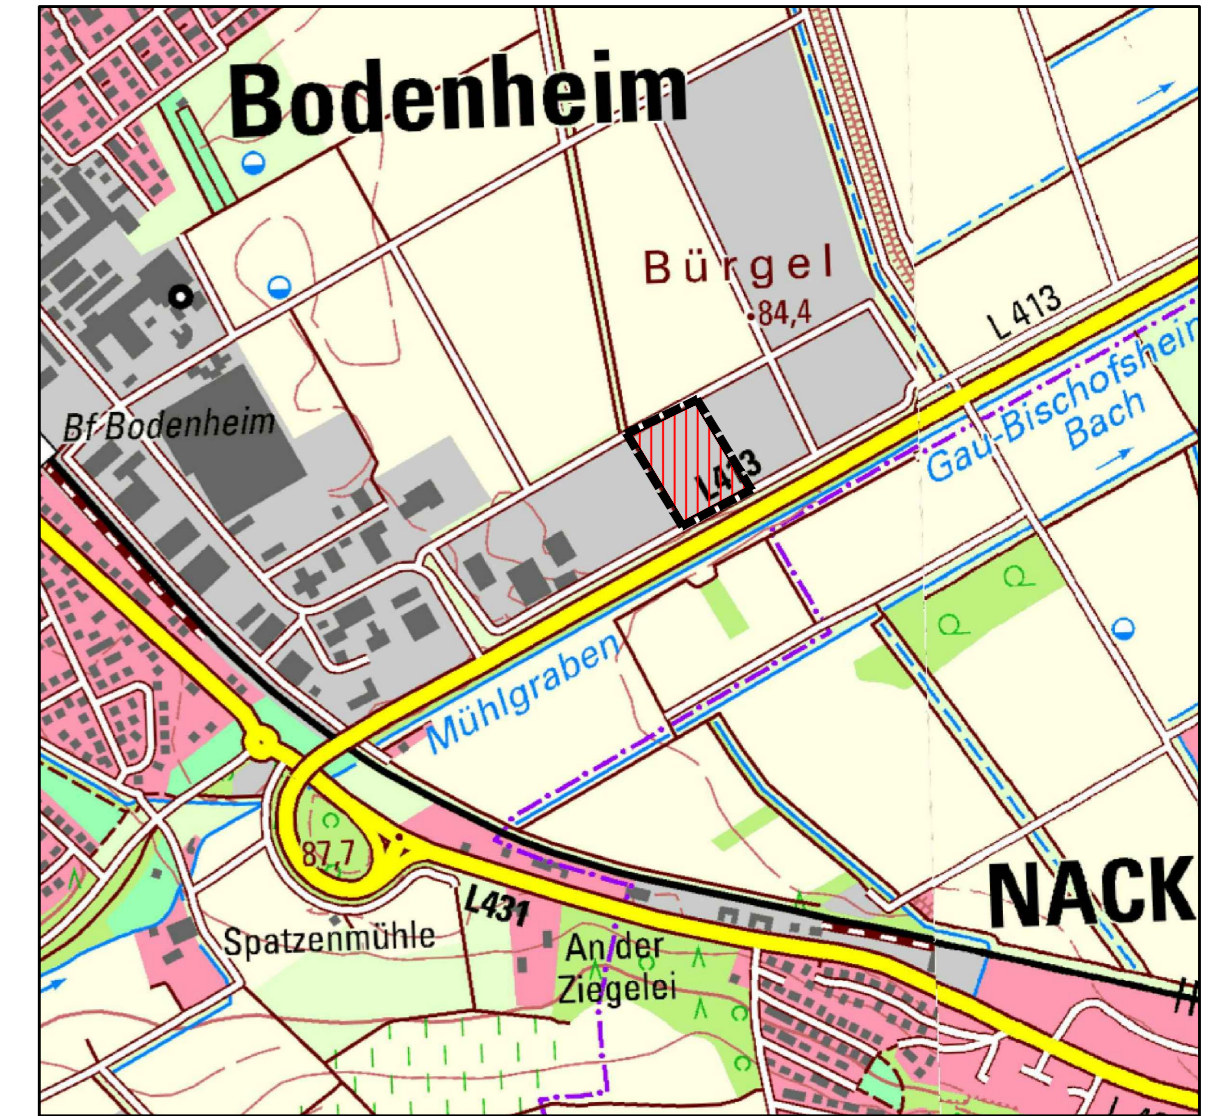 Bodenheim
Bürgel
84,4
L 413
Gau-Bischofsheim
Bach
Bf Bodenheim
L413
Mühlgraben
87,7
L431
NACK
Spatzenmühle
An der
Ziegelei
H